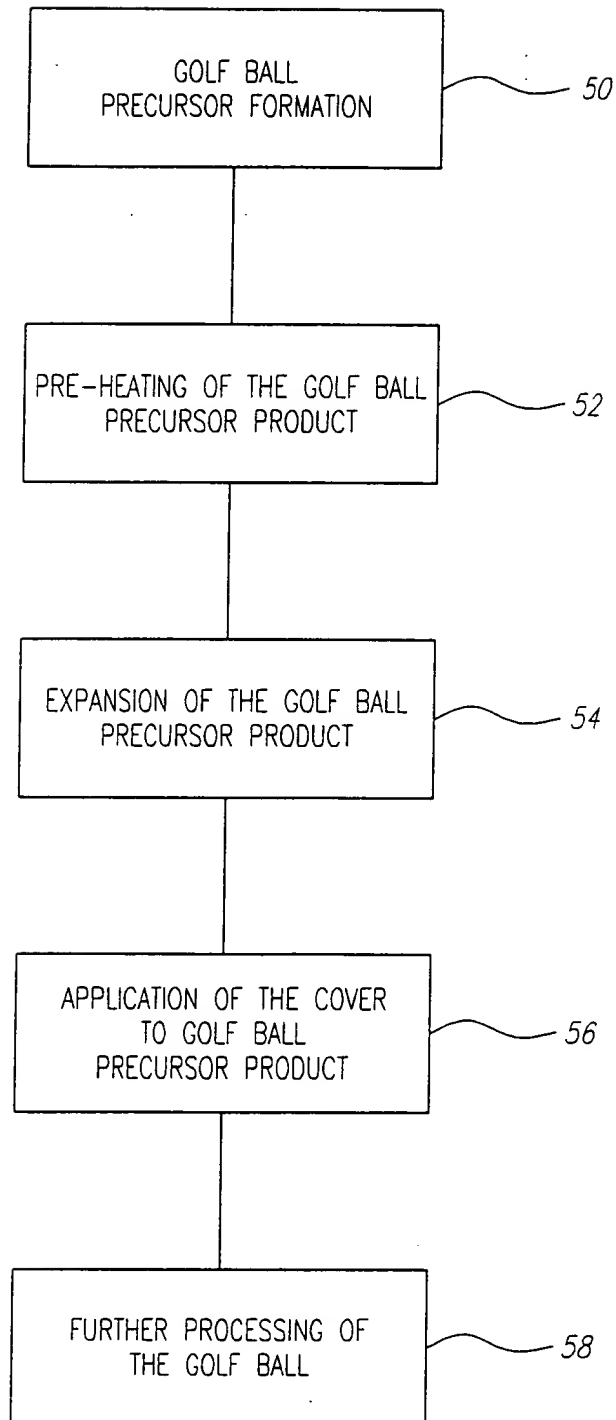 GOLF BALL
PRECURSOR FORMATION
50
PRE-HEATING OF THE GOLF BALL
PRECURSOR PRODUCT
52
EXPANSION OF THE GOLF BALL
PRECURSOR PRODUCT
54
APPLICATION OF THE COVER
TO GOLF BALL
PRECURSOR PRODUCT
56
FURTHER PROCESSING OF
THE GOLF BALL
58